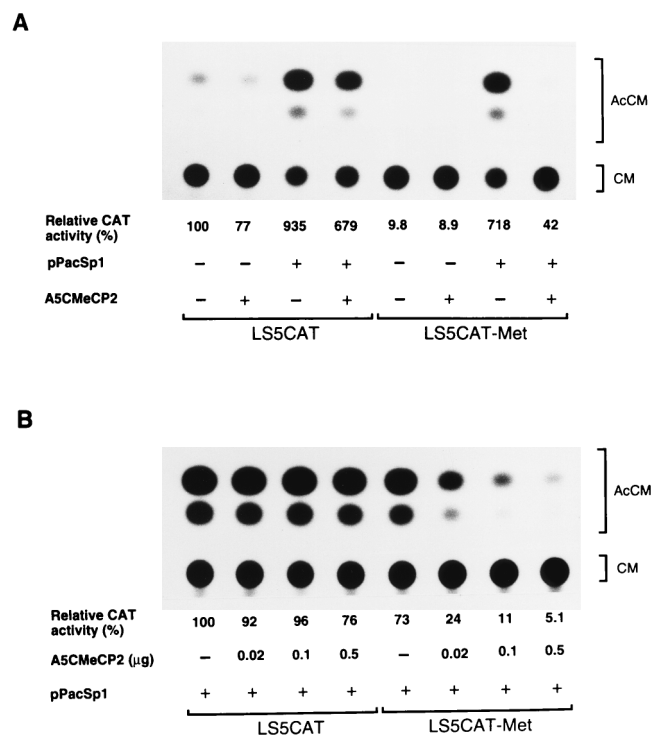 A
AcCM
CM
Relative CAT
activity (%) 100 77 935 679 9.8 8.9 718 42
pPacSp1 – – + + – – + +
A5CMeCP2 – + – + – + – +
LS5CAT LS5CAT-Met
B
AcCM
CM
Relative CAT
activity (%) 100 92 96 76 73 24 11 5.1
A5CMeCP2 (μg) – 0.02 0.1 0.5 – 0.02 0.1 0.5
pPacSp1 + + + + + + + +
LS5CAT LS5CAT-Met